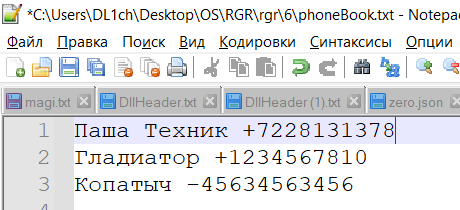 *C:\Users\DL1ch\Desktop\OS\RGR\rgr\6\phoneBook.txt - Notepa
Файл Правка Поиск Вид Кодировки Синтаксисы Опции
magi.txt DllHeader.txt DllHeader (1).txt zero.json
1 Паша Техник +7228131378
2 Гладиатор +1234567810
3 Копатыч -45634563456